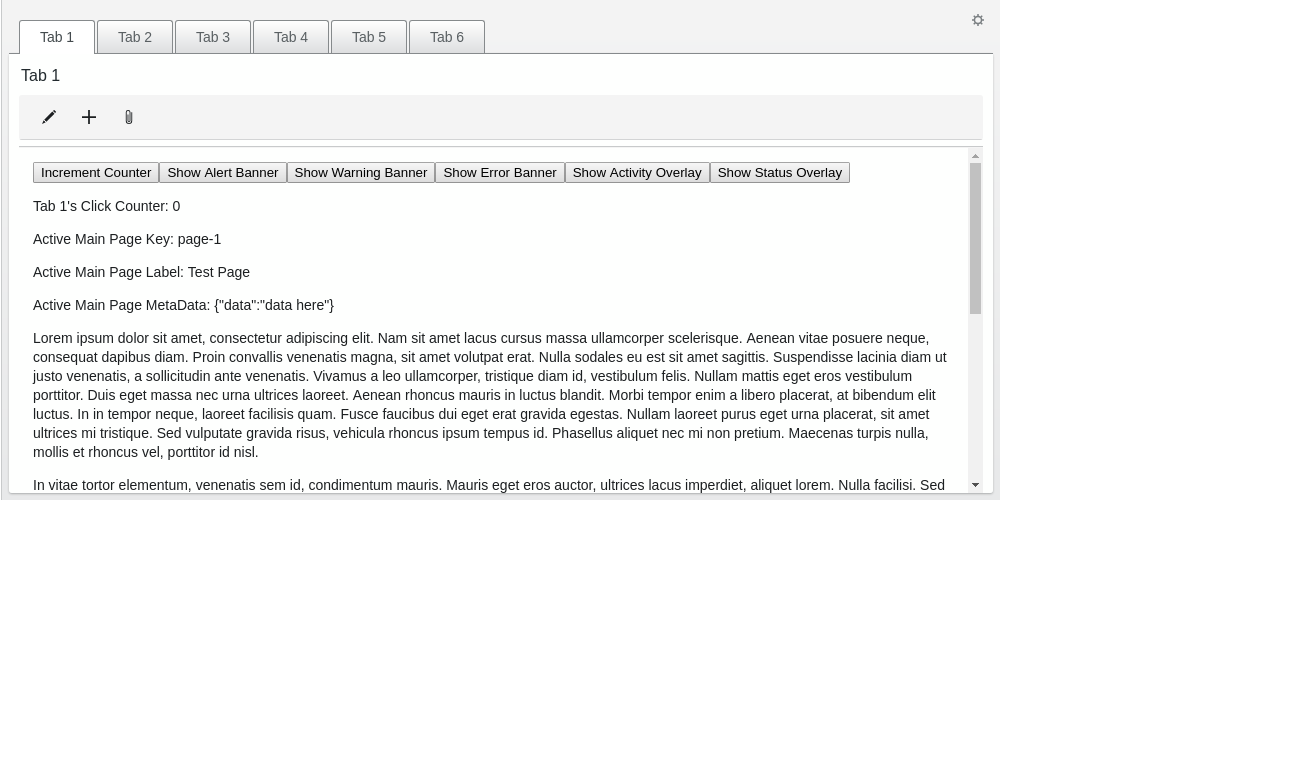 Tab 1 Tab 2 Tab 3 Tab 4 Tab 5 Tab 6
Tab 1
Increment Counter Show Alert Banner Show Warning Banner Show Error Banner Show Activity Overlay Show Status Overlay
Tab 1's Click Counter: 0
Active Main Page Key: page-1
Active Main Page Label: Test Page
Active Main Page MetaData: {"data":"data here"}
Lorem ipsum dolor sit amet, consectetur adipiscing elit. Nam sit amet lacus cursus massa ullamcorper scelerisque. Aenean vitae posuere neque,
consequat dapibus diam. Proin convallis venenatis magna, sit amet volutpat erat. Nulla sodales eu est sit amet sagittis. Suspendisse lacinia diam ut
justo venenatis, a sollicitudin ante venenatis. Vivamus a leo ullamcorper, tristique diam id, vestibulum felis. Nullam mattis eget eros vestibulum
porttitor. Duis eget massa nec urna ultrices laoreet. Aenean rhoncus mauris in luctus blandit. Morbi tempor enim a libero placerat, at bibendum elit
luctus. In in tempor neque, laoreet facilisis quam. Fusce faucibus dui eget erat gravida egestas. Nullam laoreet purus eget urna placerat, sit amet
ultrices mi tristique. Sed vulputate gravida risus, vehicula rhoncus ipsum tempus id. Phasellus aliquet nec mi non pretium. Maecenas turpis nulla,
mollis et rhoncus vel, porttitor id nisl.
In vitae tortor elementum, venenatis sem id, condimentum mauris. Mauris eget eros auctor, ultrices lacus imperdiet, aliquet lorem. Nulla facilisi. Sed